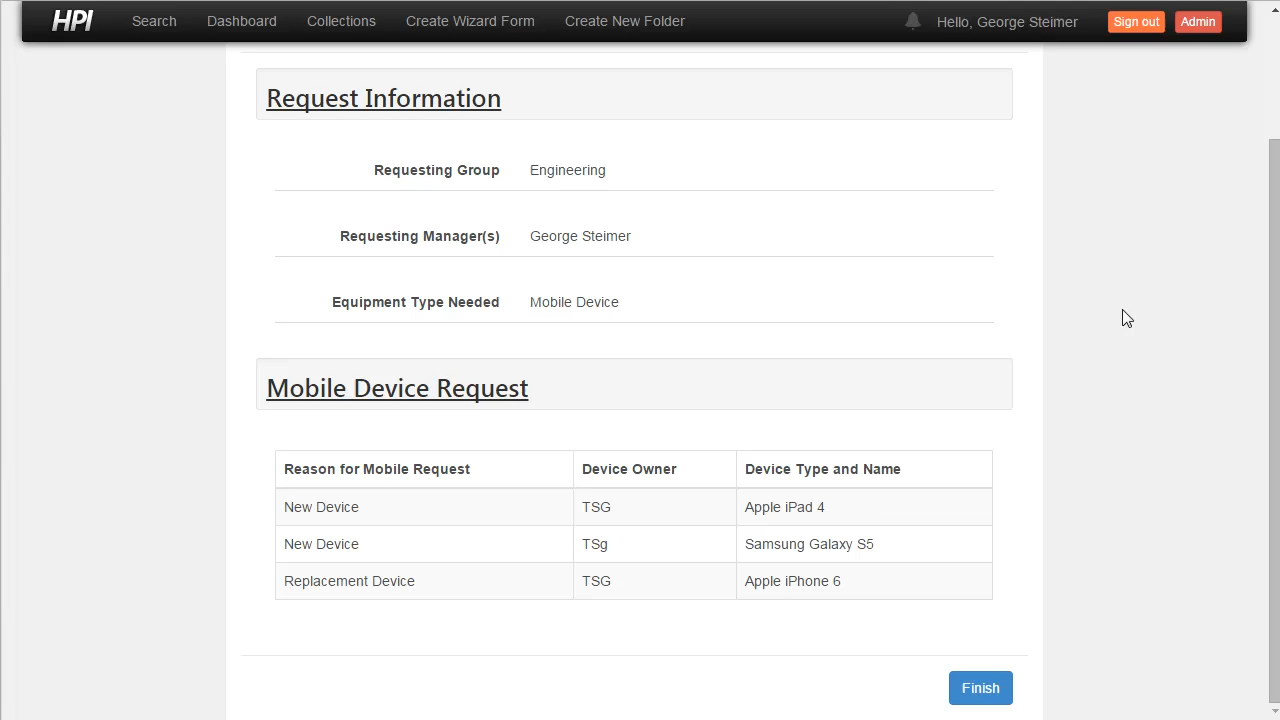 HPI Search Dashboard Collections Create Wizard Form Create New Folder Hello, George Steimer Sign out Admin
Request Information
Requesting Group Engineering
Requesting Manager(s) George Steimer
Equipment Type Needed Mobile Device
Mobile Device Request
Reason for Mobile Request Device Owner Device Type and Name
New Device TSG Apple iPad 4
New Device TSg Samsung Galaxy S5
Replacement Device TSG Apple iPhone 6
Finish